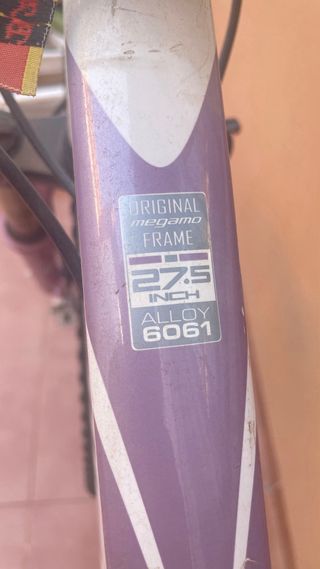 ORIGINAL
megamo
FRAME
27.5
INCH
ALLOY
6061